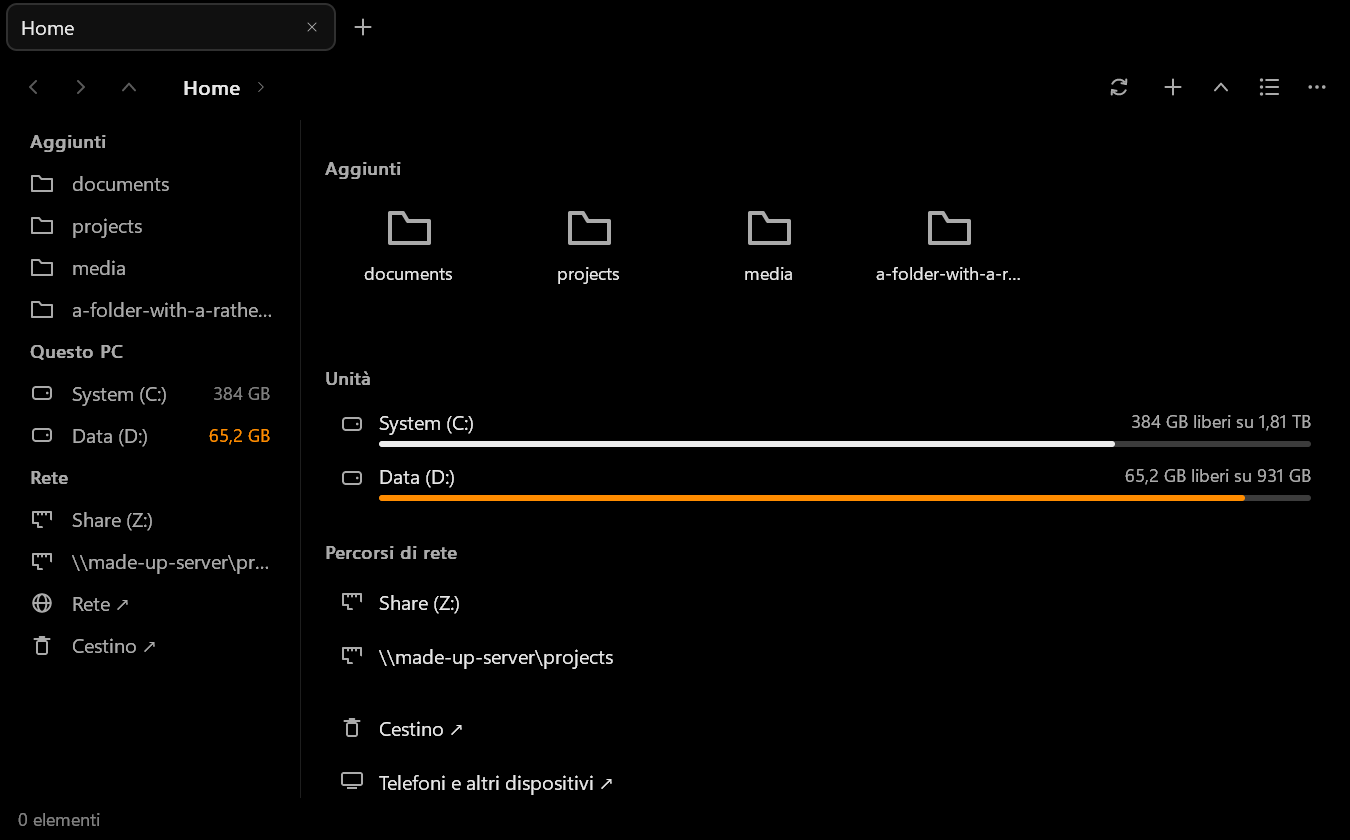 Home
Home
Aggiunti
documents
projects
media
a-folder-with-a-rathe...
Questo PC
System (C:) 384 GB
Data (D:) 65,2 GB
Rete
Share (Z:)
\\made-up-server\pr...
Rete ↗
Cestino ↗
Aggiunti
documents projects media a-folder-with-a-r...
Unità
System (C:) 384 GB liberi su 1,81 TB
Data (D:) 65,2 GB liberi su 931 GB
Percorsi di rete
Share (Z:)
\\made-up-server\projects
Cestino ↗
Telefoni e altri dispositivi ↗
0 elementi